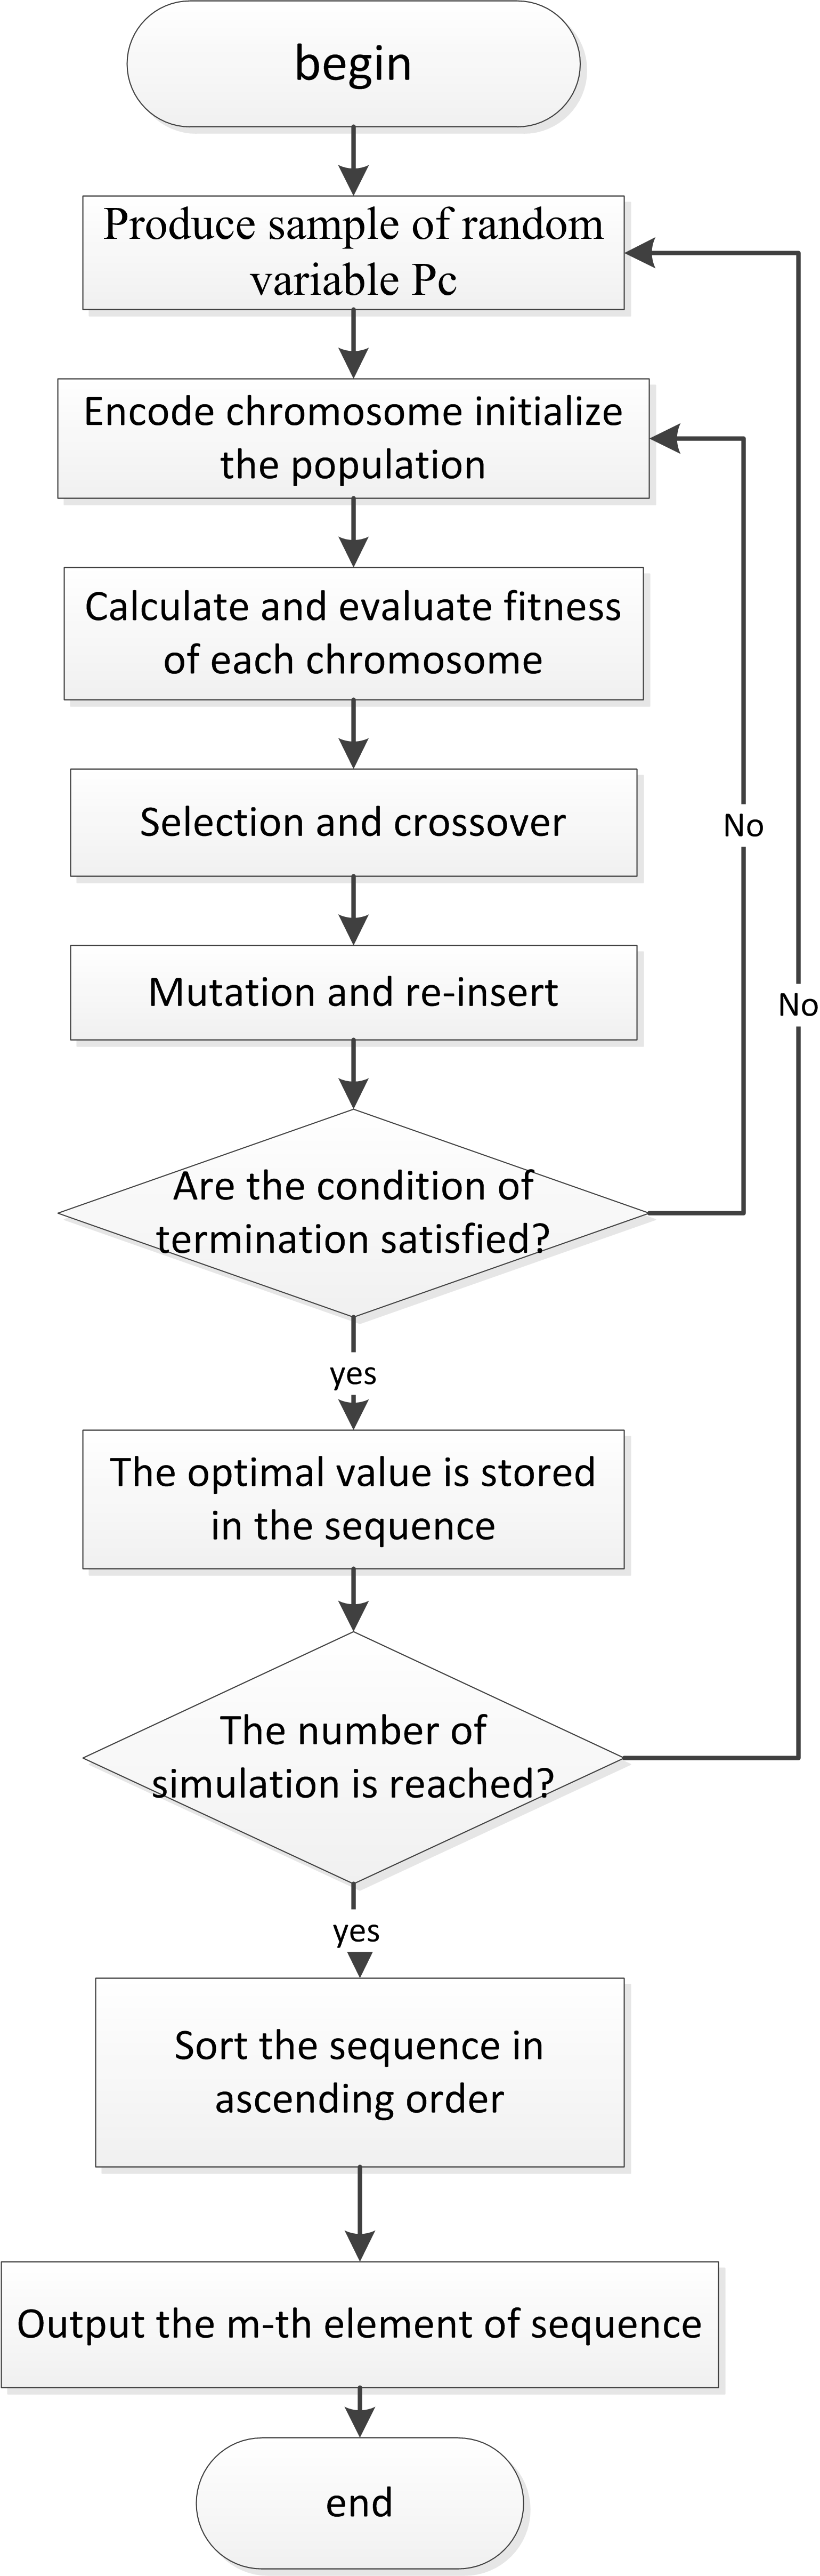 begin
Produce sample of random
variable Pc
Encode chromosome initialize
the population
Calculate and evaluate fitness
of each chromosome
Selection and crossover
No
Mutation and re-insert
No
Are the condition of
termination satisfied?
yes
The optimal value is stored
in the sequence
The number of
simulation is reached?
yes
Sort the sequence in
ascending order
Output the m-th element of sequence
end